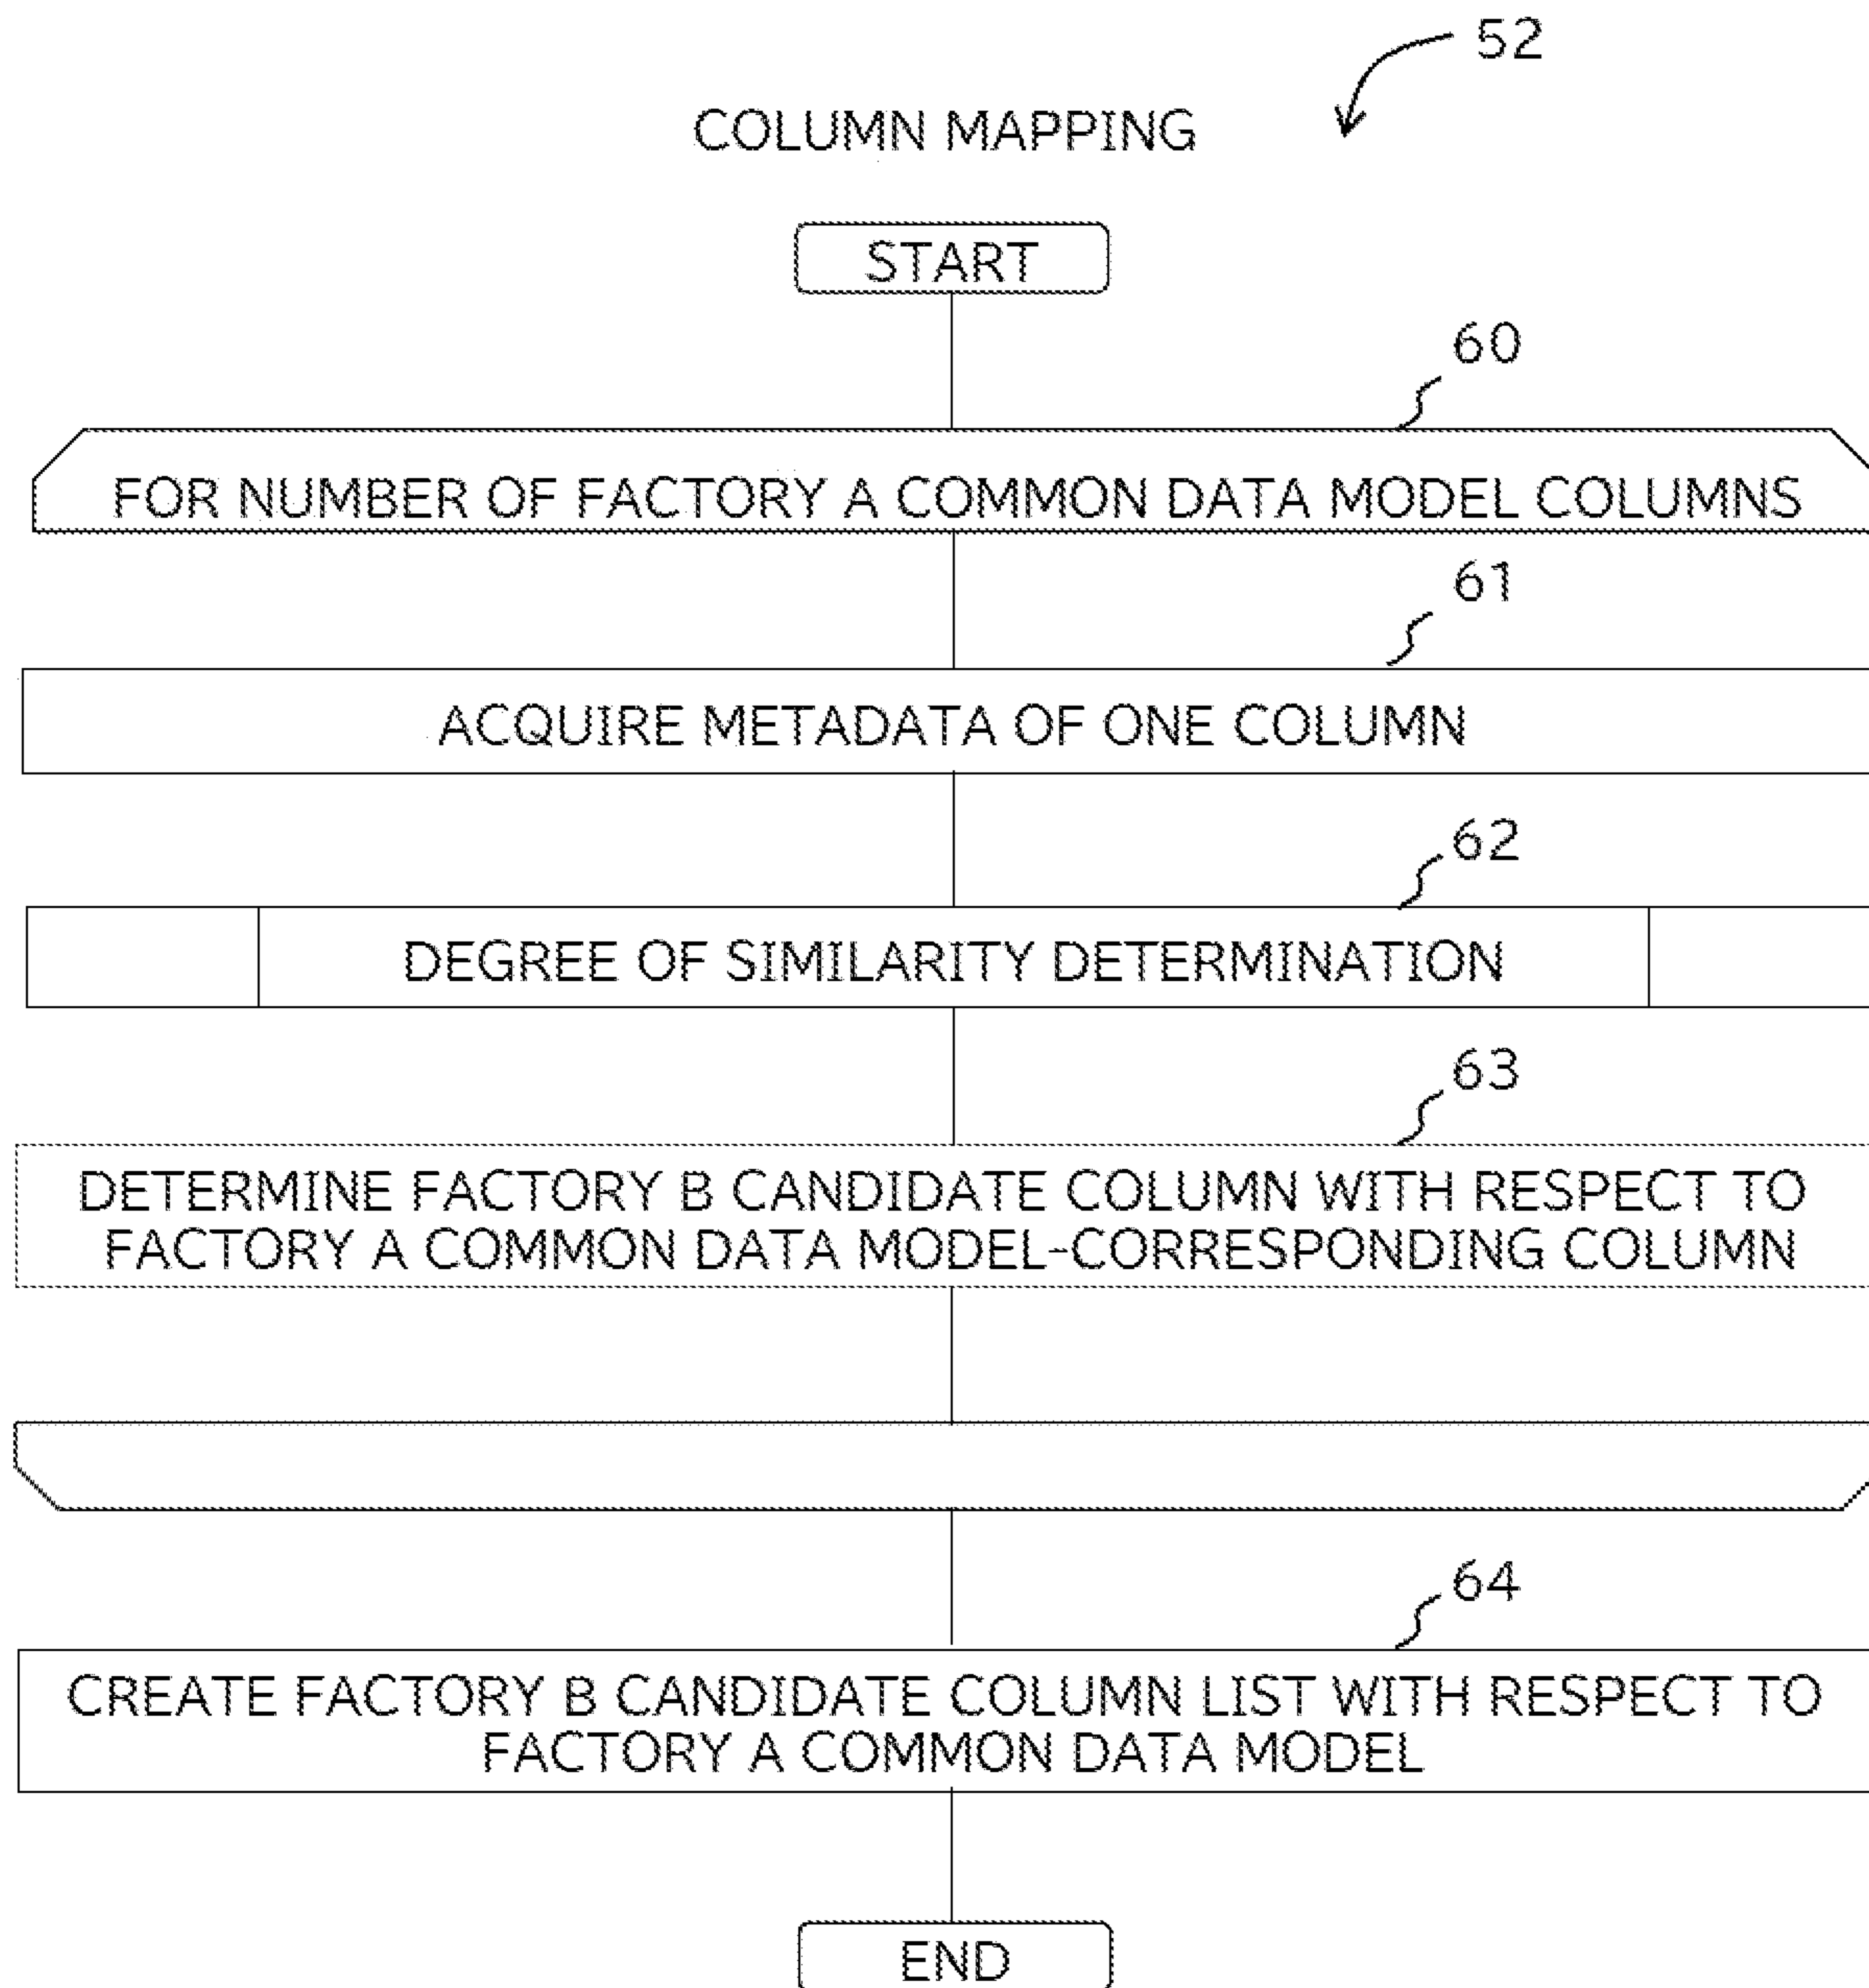 52
COLUMN MAPPING
START
60
FOR NUMBER OF FACTORY A COMMON DATA MODEL COLUMNS
61
ACQUIRE METADATA OF ONE COLUMN
62
DEGREE OF SIMILARITY DETERMINATION
63
DETERMINE FACTORY B CANDIDATE COLUMN WITH RESPECT TO
FACTORY A COMMON DATA MODEL-CORRESPONDING COLUMN
64
CREATE FACTORY B CANDIDATE COLUMN LIST WITH RESPECT TO
FACTORY A COMMON DATA MODEL
END